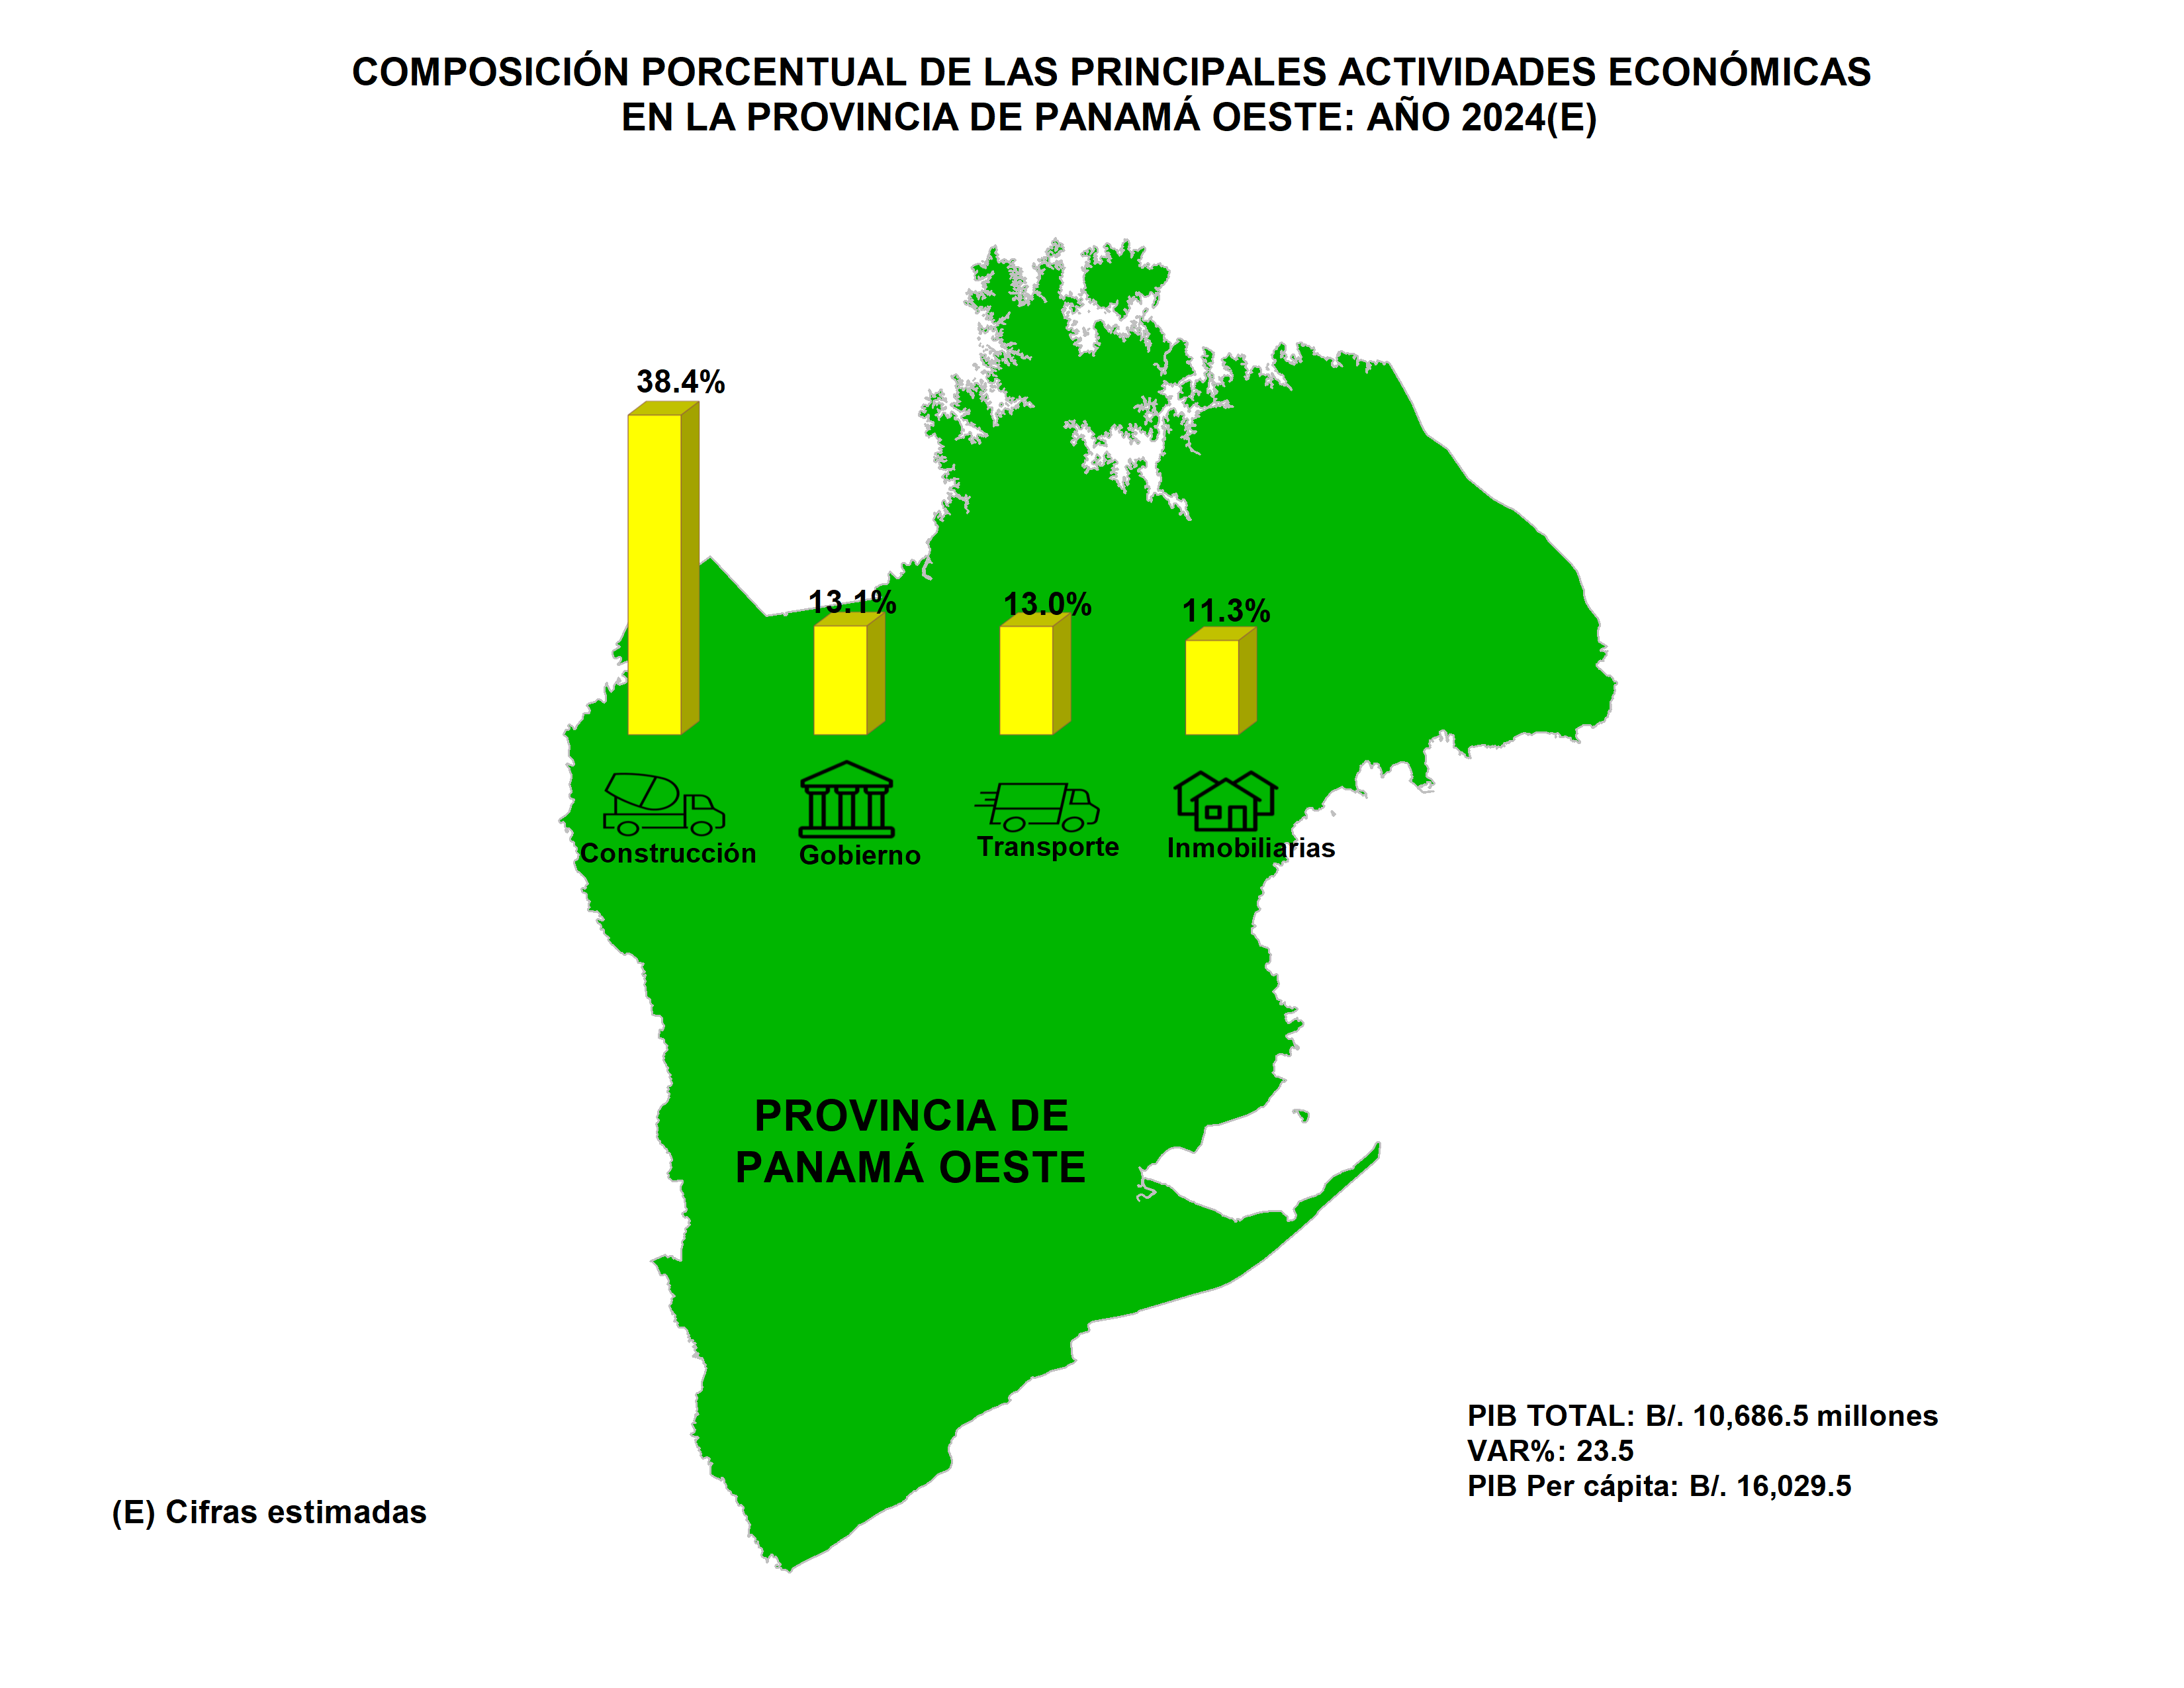 COMPOSICIÓN PORCENTUAL DE LAS PRINCIPALES ACTIVIDADES ECONÓMICAS
EN LA PROVINCIA DE PANAMÁ OESTE: AÑO 2024(E)
38.4%
13.1%
13.0%
11.3%
Construcción
Gobierno
Transporte
Inmobiliarias
PROVINCIA DE
PANAMÁ OESTE
PIB TOTAL: B/. 10,686.5 millones
VAR%: 23.5
PIB Per cápita: B/. 16,029.5
(E) Cifras estimadas